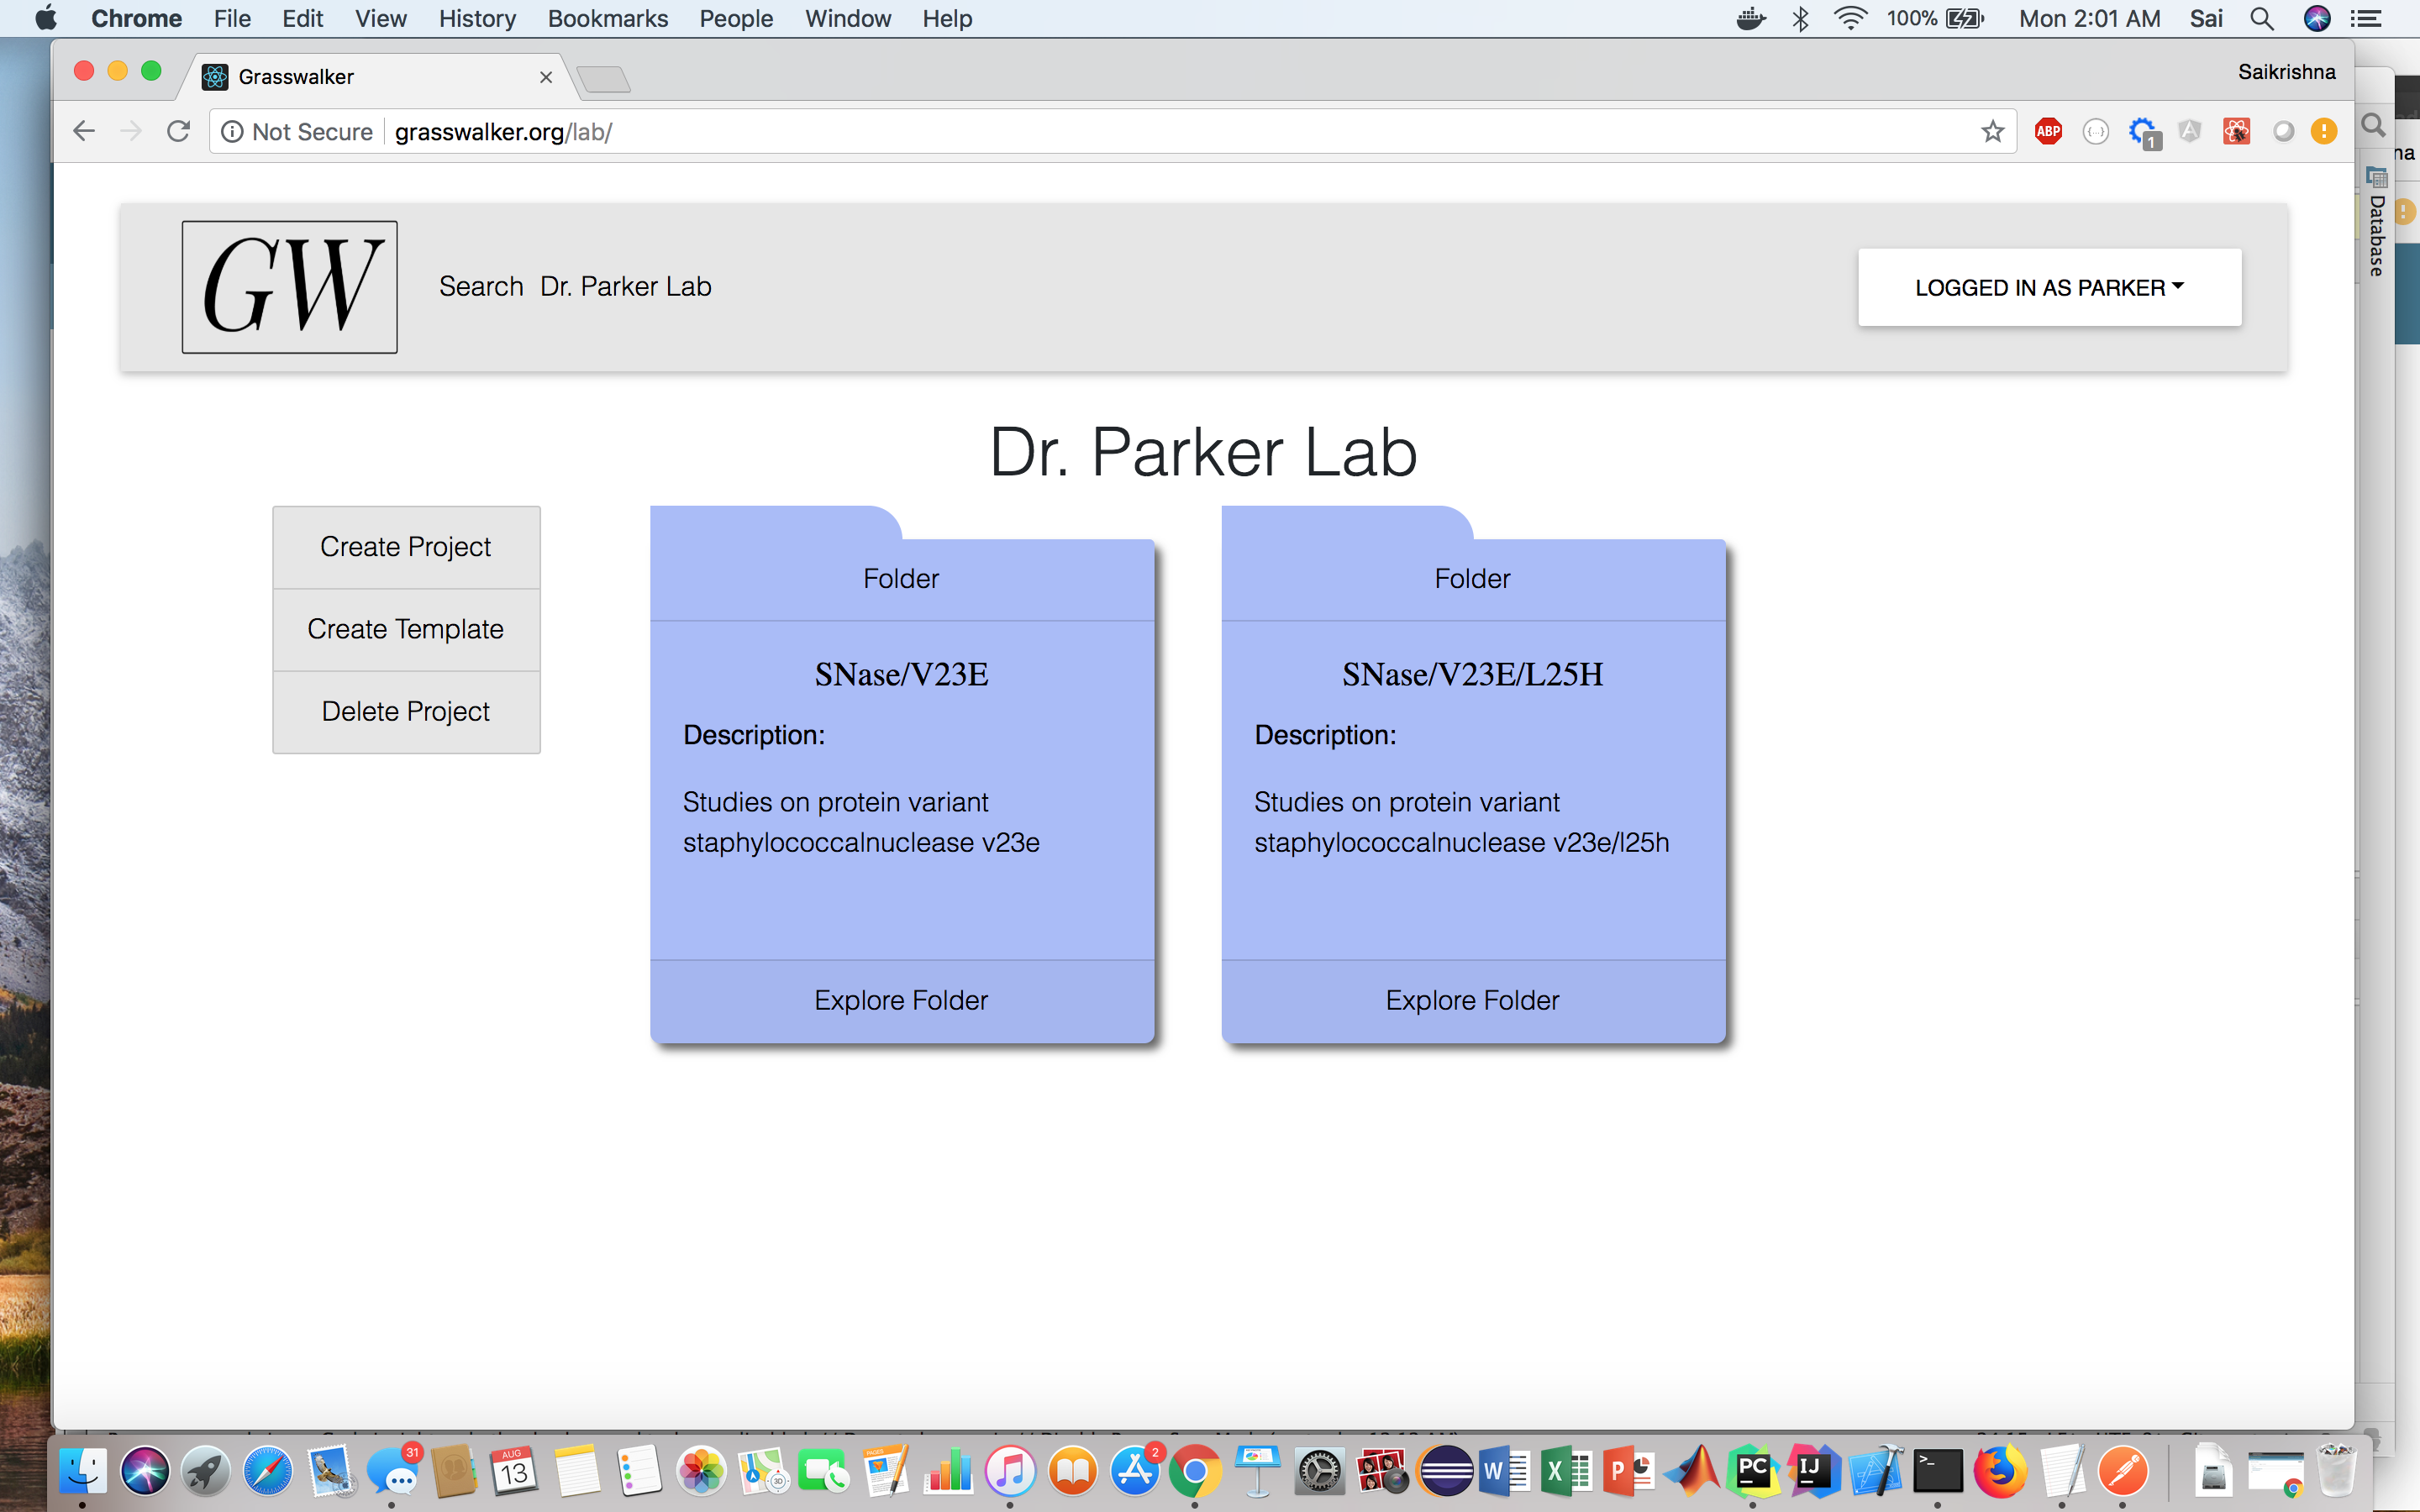 Chrome File Edit View History Bookmarks People Window Help 100% Mon 2:01 AM Sai
Grasswalker Saikrishna
Not Secure grasswalker.org/lab/ ABP {...} 1 A
na
Database
GW Search Dr. Parker Lab LOGGED IN AS PARKER
Dr. Parker Lab
Create Project
Create Template
Delete Project
Folder
SNase/V23E
Description:
Studies on protein variant
staphylococcalnuclease v23e
Explore Folder
Folder
SNase/V23E/L25H
Description:
Studies on protein variant
staphylococcalnuclease v23e/l25h
Explore Folder
31 AUG 13 3D PAGES 2 W X P PC IJ >_